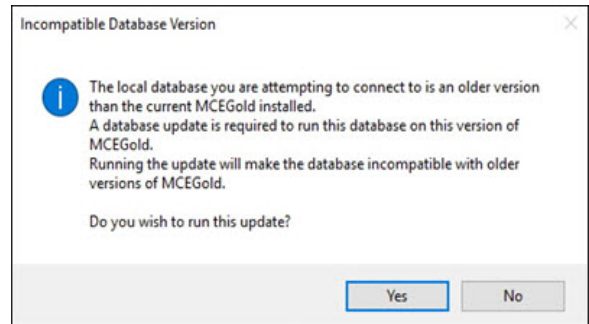 Incompatible Database Version
The local database you are attempting to connect to is an older version
than the current MCEGold installed.
A database update is required to run this database on this version of
MCEGold.
Running the update will make the database incompatible with older
versions of MCEGold.
Do you wish to run this update?
Yes No